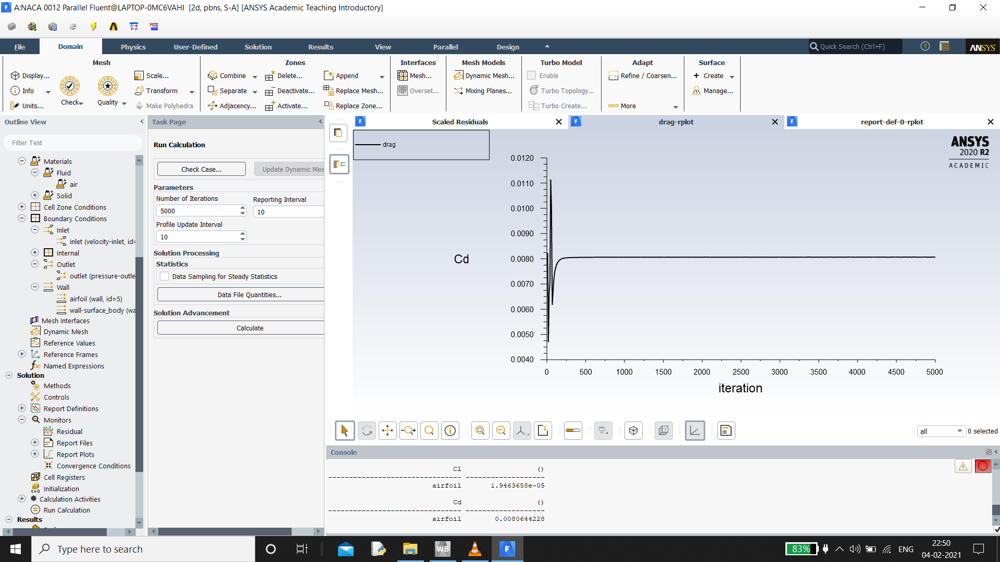 A:NACA 0012 Parallel Fluent@LAPTOP-0MC6VAHI [2d, pbns, S-A] [ANSYS Academic Teaching Introductory]
File Domain Physics User-Defined Solution Results View Parallel Design Quick Search (Ctrl+F) ANSYS
Mesh Zones Interfaces Mesh Models Turbo Model Adapt Surface
Display... Scale... Combine Delete... Append Mesh... Dynamic Mesh... Enable Refine / Coarsen... Create
Info Transform Separate Deactivate... Replace Mesh... Overset... Mixing Planes... Turbo Topology... Manage...
Check Quality
Units... Make Polyhedra Adjacency... Activate... Replace Zone... Turbo Create... More
Outline View
Filter Text
Materials
Fluid
air
Solid
Cell Zone Conditions
Boundary Conditions
Inlet
inlet (velocity-inlet, id=
Internal
Outlet
outlet (pressure-outle
Wall
airfoil (wall, id=5)
wall-surface_body (wa
Mesh Interfaces
Dynamic Mesh
Reference Values
Reference Frames
Named Expressions
Solution
Methods
Controls
Report Definitions
Monitors
Residual
Report Files
Report Plots
Convergence Conditions
Cell Registers
Initialization
Calculation Activities
Run Calculation
Results
Task Page
Run Calculation
Check Case... Update Dynamic Mes
Parameters
Number of Iterations Reporting Interval
5000 10
Profile Update Interval
10
Solution Processing
Statistics
Data Sampling for Steady Statistics
Data File Quantities...
Solution Advancement
Calculate
Scaled Residuals drag-rplot report-def-0-rplot
drag
ANSYS
2020 R2
ACADEMIC
0.0120
0.0110
0.0100
0.0090
0.0080
0.0070
0.0060
0.0050
0.0040
Cd
0 500 1000 1500 2000 2500 3000 3500 4000 4500 5000
iteration
all 0 selected
Console
Cl ()
airfoil 1.9463658e-05
Cd ()
airfoil 0.0080644228
Type here to search
WB
83%
ENG
22:50
04-02-2021